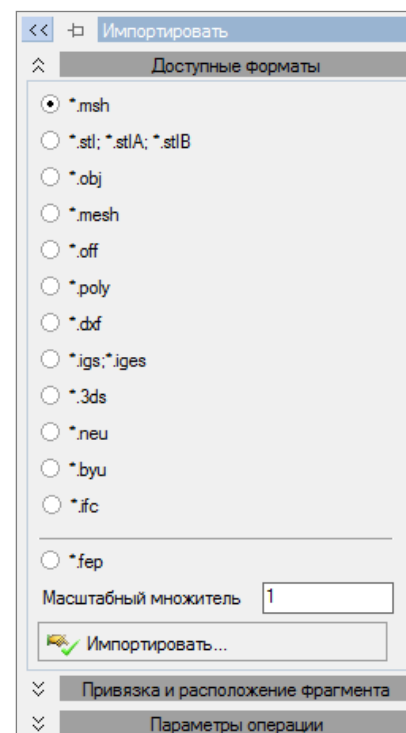 << Импортировать
Доступные форматы
*.msh
*.stl; *.stlA; *.stlB
*.obj
*.mesh
*.off
*.poly
*.dxf
*.igs;*.iges
*.3ds
*.neu
*.byu
*.ifc
*.fep
Масштабный множитель 1
Импортировать...
Привязка и расположение фрагмента
Параметры операции